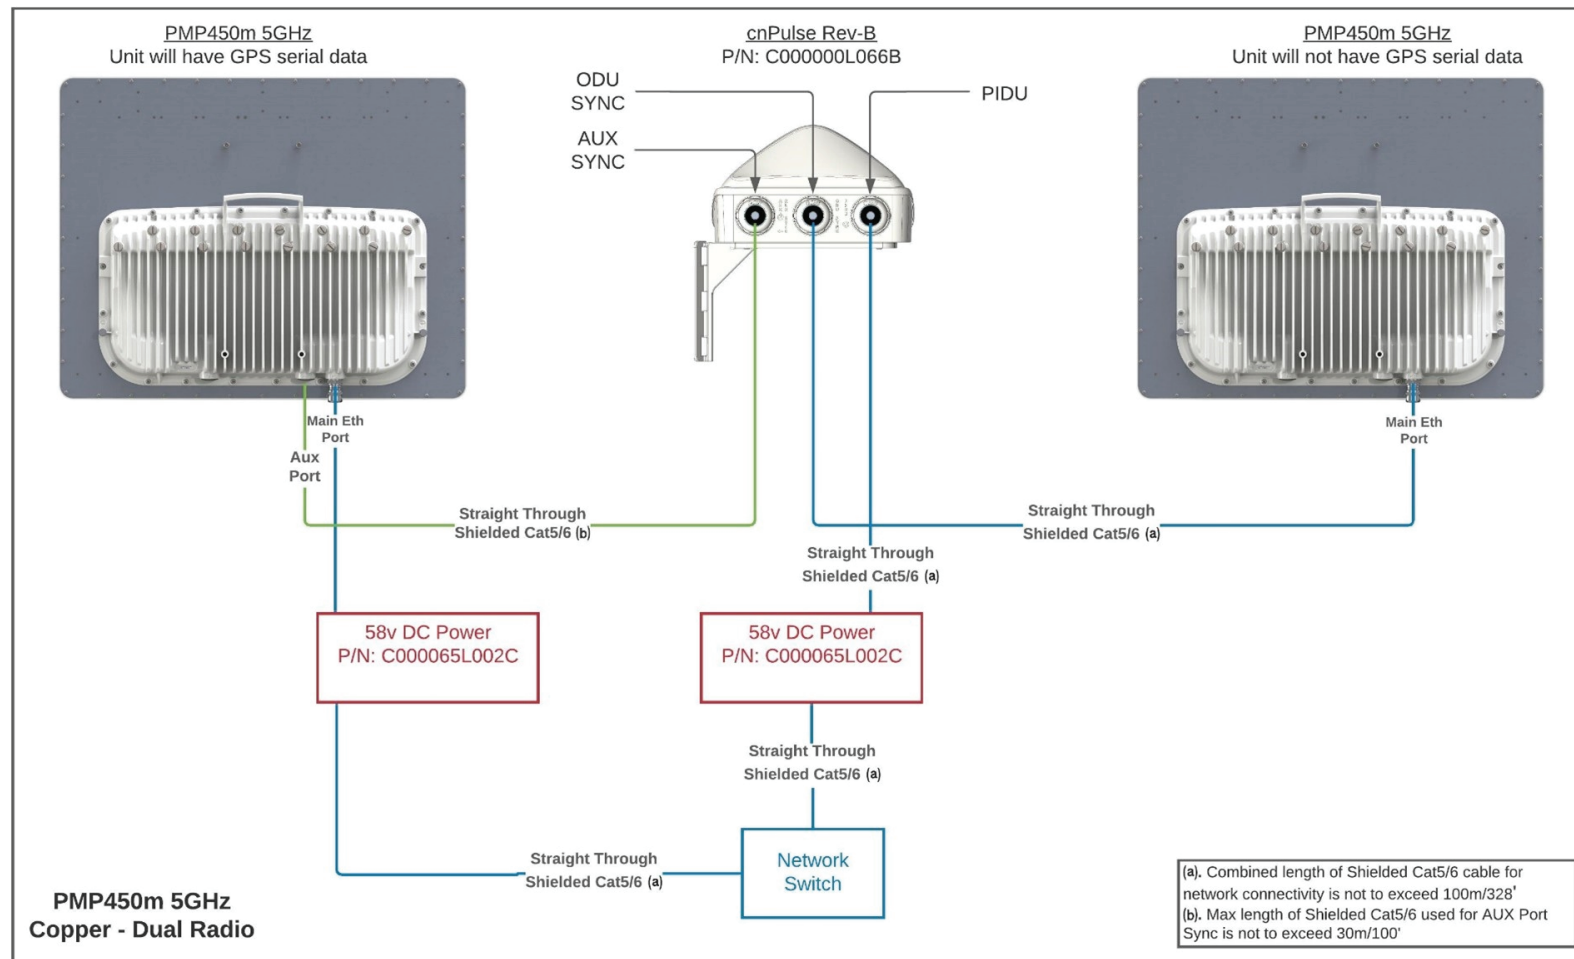 PMP450m 5GHz
Unit will have GPS serial data
cnPulse Rev-B
P/N: C000000L066B
PMP450m 5GHz
Unit will not have GPS serial data
ODU
SYNC
PIDU
AUX
SYNC
Main Eth
Port
Aux
Port
Main Eth
Port
Straight Through
Shielded Cat5/6 (b)
Straight Through
Shielded Cat5/6 (a)
Straight Through
Shielded Cat5/6 (a)
58v DC Power
P/N: C000065L002C
58v DC Power
P/N: C000065L002C
Straight Through
Shielded Cat5/6 (a)
Straight Through
Shielded Cat5/6 (a)
Network
Switch
PMP450m 5GHz
Copper - Dual Radio
(a). Combined length of Shielded Cat5/6 cable for
network connectivity is not to exceed 100m/328'
(b). Max length of Shielded Cat5/6 used for AUX Port
Sync is not to exceed 30m/100'